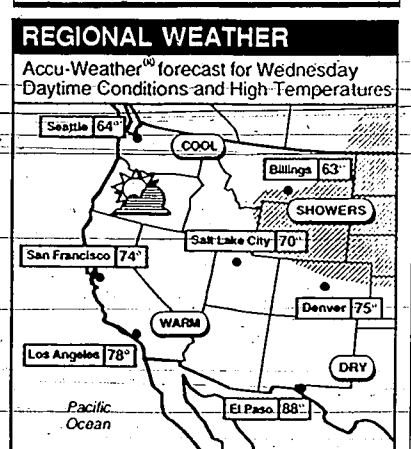 REGIONAL WEATHER
Accu-Weather(R) forecast for Wednesday
Daytime Conditions and High Temperatures
Seattle 64°
COOL
Billings 63°
SHOWERS
Salt Lake City 70°
San Francisco 74°
Denver 75°
WARM
Los Angeles 78°
DRY
El Paso 88°
Pacific
Ocean